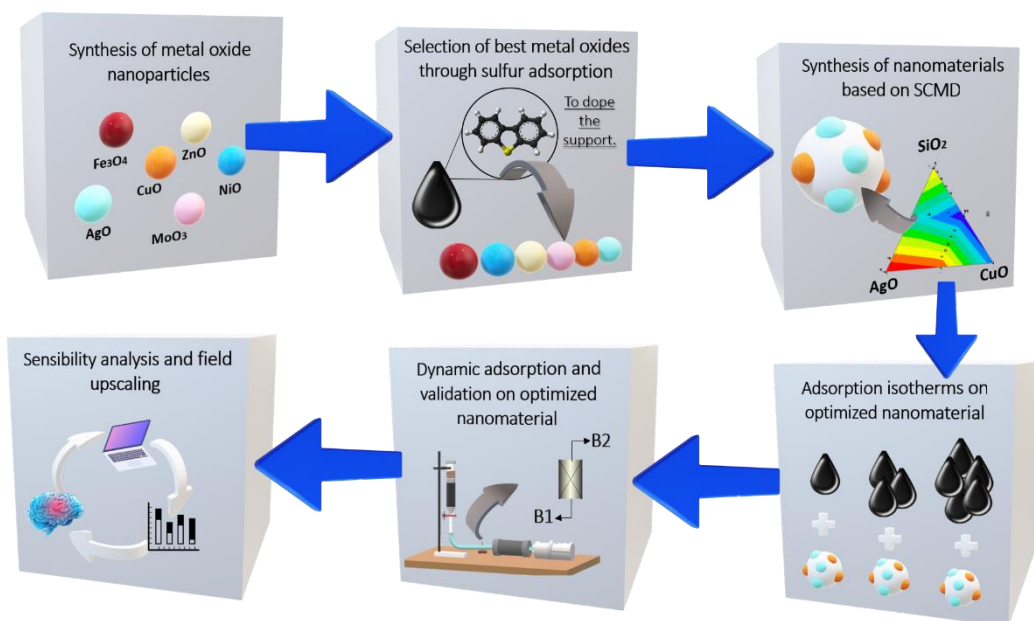 Synthesis of metal oxide
nanoparticles
Fe₃O₄
ZnO
CuO
NiO
AgO
MoO₃
Selection of best metal oxides
through sulfur adsorption
To dope
the
support.
Synthesis of nanomaterials
based on SCMD
SiO₂
AgO
CuO
Sensibility analysis and field
upscaling
Dynamic adsorption and
validation on optimized
nanomaterial
B2
B1
Adsorption isotherms on
optimized nanomaterial